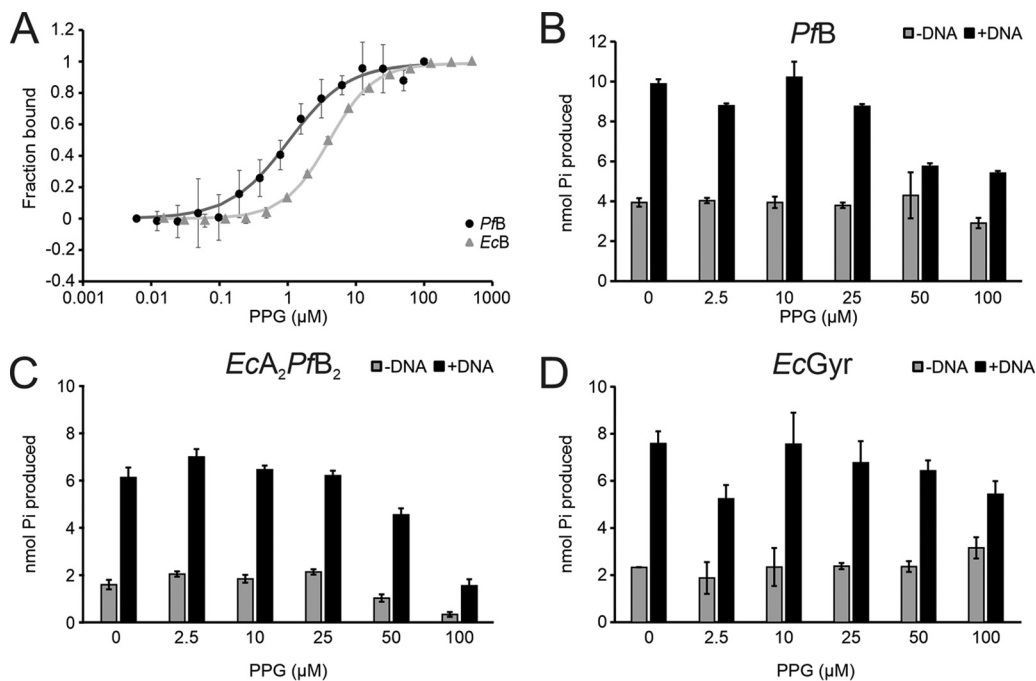 A
1.2
1
0.8
0.6
0.4
0.2
0
-0.2
-0.4
Fraction bound
0.001 0.01 0.1 1 10 100 1000
PPG (µM)
PfB
EcB
B
PfB
-DNA +DNA
12
10
8
6
4
2
0
nmol Pi produced
0 2.5 10 25 50 100
PPG (µM)
C
EcA₂PfB₂
-DNA +DNA
10
8
6
4
2
0
nmol Pi produced
0 2.5 10 25 50 100
PPG (µM)
D
EcGyr
-DNA +DNA
10
8
6
4
2
0
nmol Pi produced
0 2.5 10 25 50 100
PPG (µM)